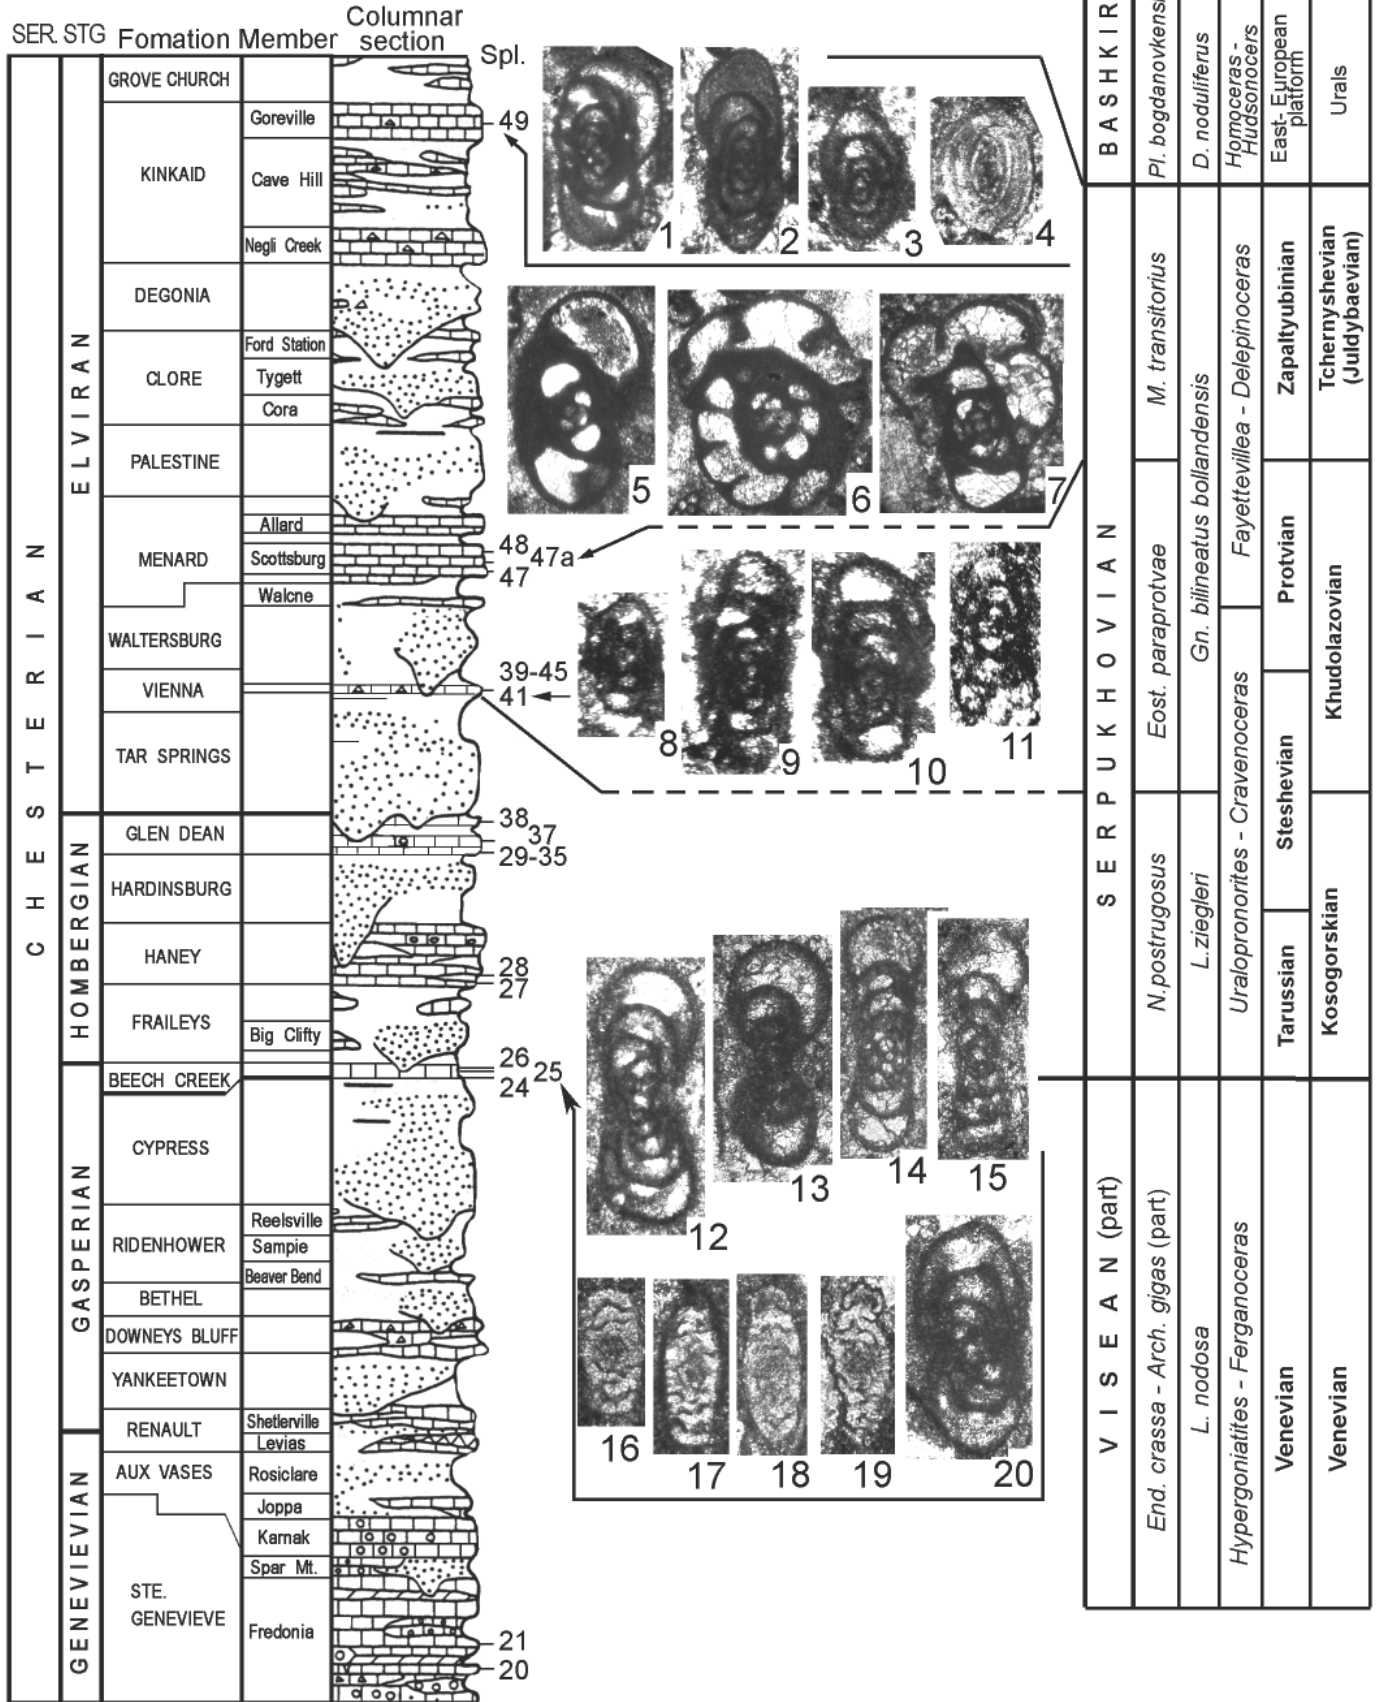 SER. STG Fomation Member Columnar section Spl.
CHESTERIAN
ELVIRAN
HOMBERGIAN
GASPERIAN
GENEVIEVIAN
GROVE CHURCH
KINKAID
DEGONIA
CLORE
PALESTINE
MENARD
WALTERSBURG
VIENNA
TAR SPRINGS
GLEN DEAN
HARDINSBURG
HANEY
FRAILEYS
BEECH CREEK
CYPRESS
RIDENHOWER
BETHEL
DOWNEYS BLUFF
YANKEETOWN
RENAULT
AUX VASES
STE.
GENEVIEVE
Goreville
Cave Hill
Negli Creek
Ford Station
Tygett
Cora
Allard
Scottsburg
Walcne
Big Clifty
Reelsville
Sampie
Beaver Bend
Shetlerville
Levias
Rosiclare
Joppa
Karnak
Spar Mt.
Fredonia
49
48
47a
47
39-45
41
38
37
29-35
28
27
26
25
24
21
20
1
2
3
4
5
6
7
8
9
10
11
12
13
14
15
16
17
18
19
20
BASHKIR
SERPUKHOVIAN
VISEAN (part)
Pl. bogdanovkensi
M. transitorius
Eost. paraprotvae
N.postrugosus
End. crassa - Arch. gigas (part)
D. noduliferus
Gn. bilineatus bollandensis
L.ziegleri
L. nodosa
Homoceras -
Hudsonocers
Fayettevillea - Delepinoceras
Uralopronorites - Cravenoceras
Hypergoniatites - Ferganoceras
East- European
platform
Zapaltyubinian
Protvian
Steshevian
Tarussian
Venevian
Urals
Tchernyshevian
(Juldybaevian)
Khudolazovian
Kosogorskian
Venevian